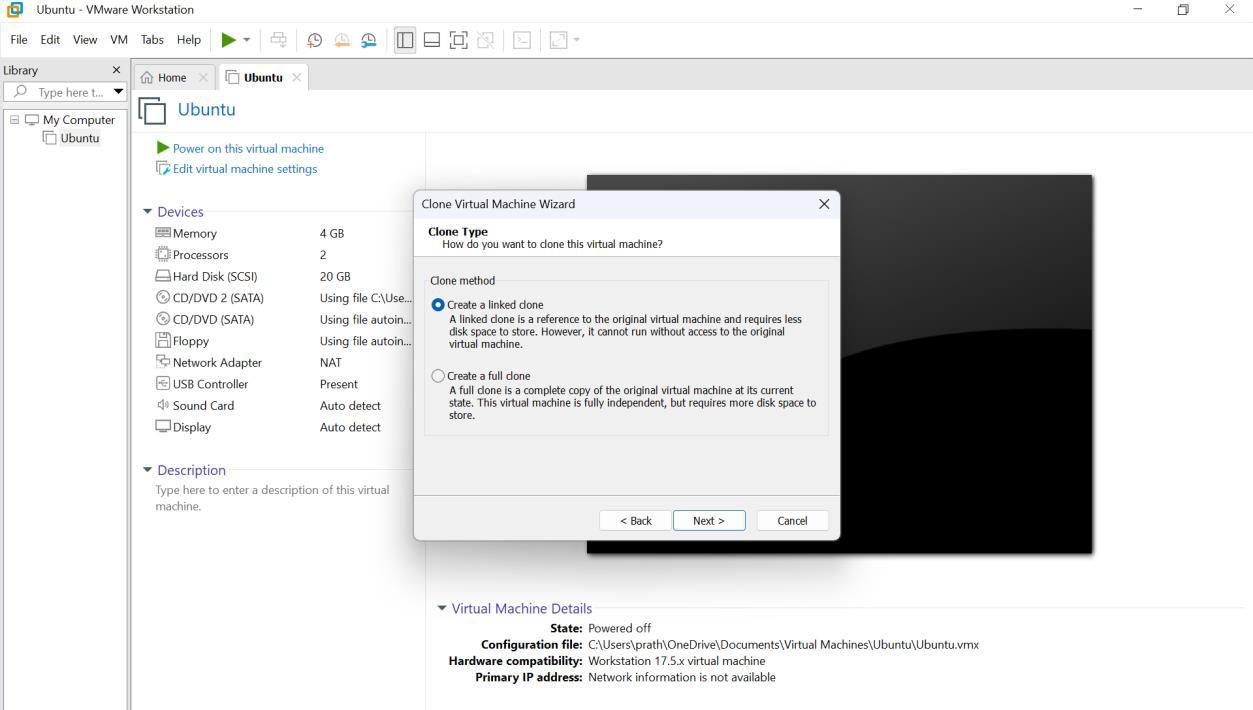 Ubuntu - VMware Workstation
File Edit View VM Tabs Help
Library
Home
Ubuntu
Type here t...
My Computer
Ubuntu
Ubuntu
Power on this virtual machine
Edit virtual machine settings
Devices
Memory 4 GB
Processors 2
Hard Disk (SCSI) 20 GB
CD/DVD 2 (SATA) Using file C:\Use...
CD/DVD (SATA) Using file autoin...
Floppy Using file autoin...
Network Adapter NAT
USB Controller Present
Sound Card Auto detect
Display Auto detect
Description
Type here to enter a description of this virtual
machine.
Clone Virtual Machine Wizard
Clone Type
How do you want to clone this virtual machine?
Clone method
Create a linked clone
A linked clone is a reference to the original virtual machine and requires less
disk space to store. However, it cannot run without access to the original
virtual machine.
Create a full clone
A full clone is a complete copy of the original virtual machine at its current
state. This virtual machine is fully independent, but requires more disk space to
store.
< Back Next > Cancel
Virtual Machine Details
State: Powered off
Configuration file: C:\Users\prath\OneDrive\Documents\Virtual Machines\Ubuntu\Ubuntu.vmx
Hardware compatibility: Workstation 17.5.x virtual machine
Primary IP address: Network information is not available